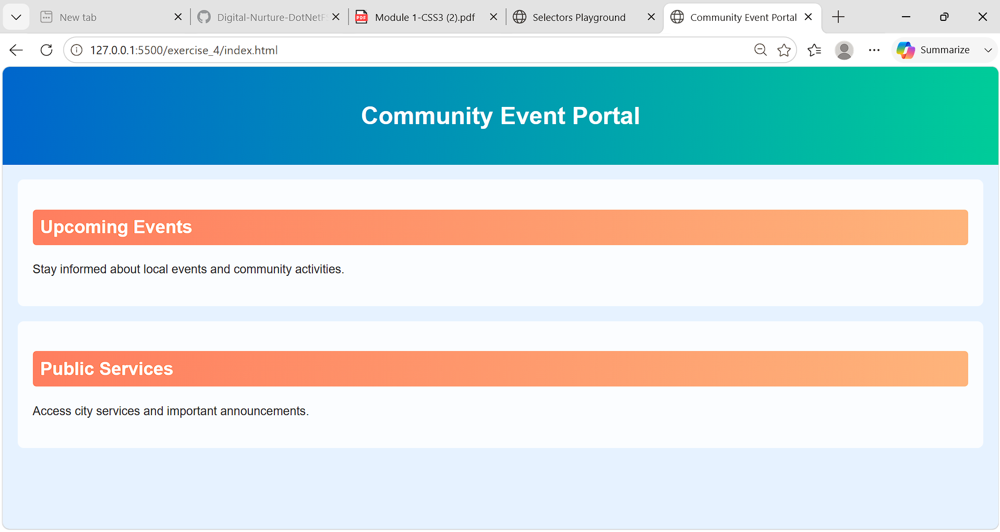 New tab
Digital-Nurture-DotNetFS
Module 1-CSS3 (2).pdf
Selectors Playground
Community Event Portal
127.0.0.1:5500/exercise_4/index.html
Summarize
Community Event Portal
Upcoming Events
Stay informed about local events and community activities.
Public Services
Access city services and important announcements.